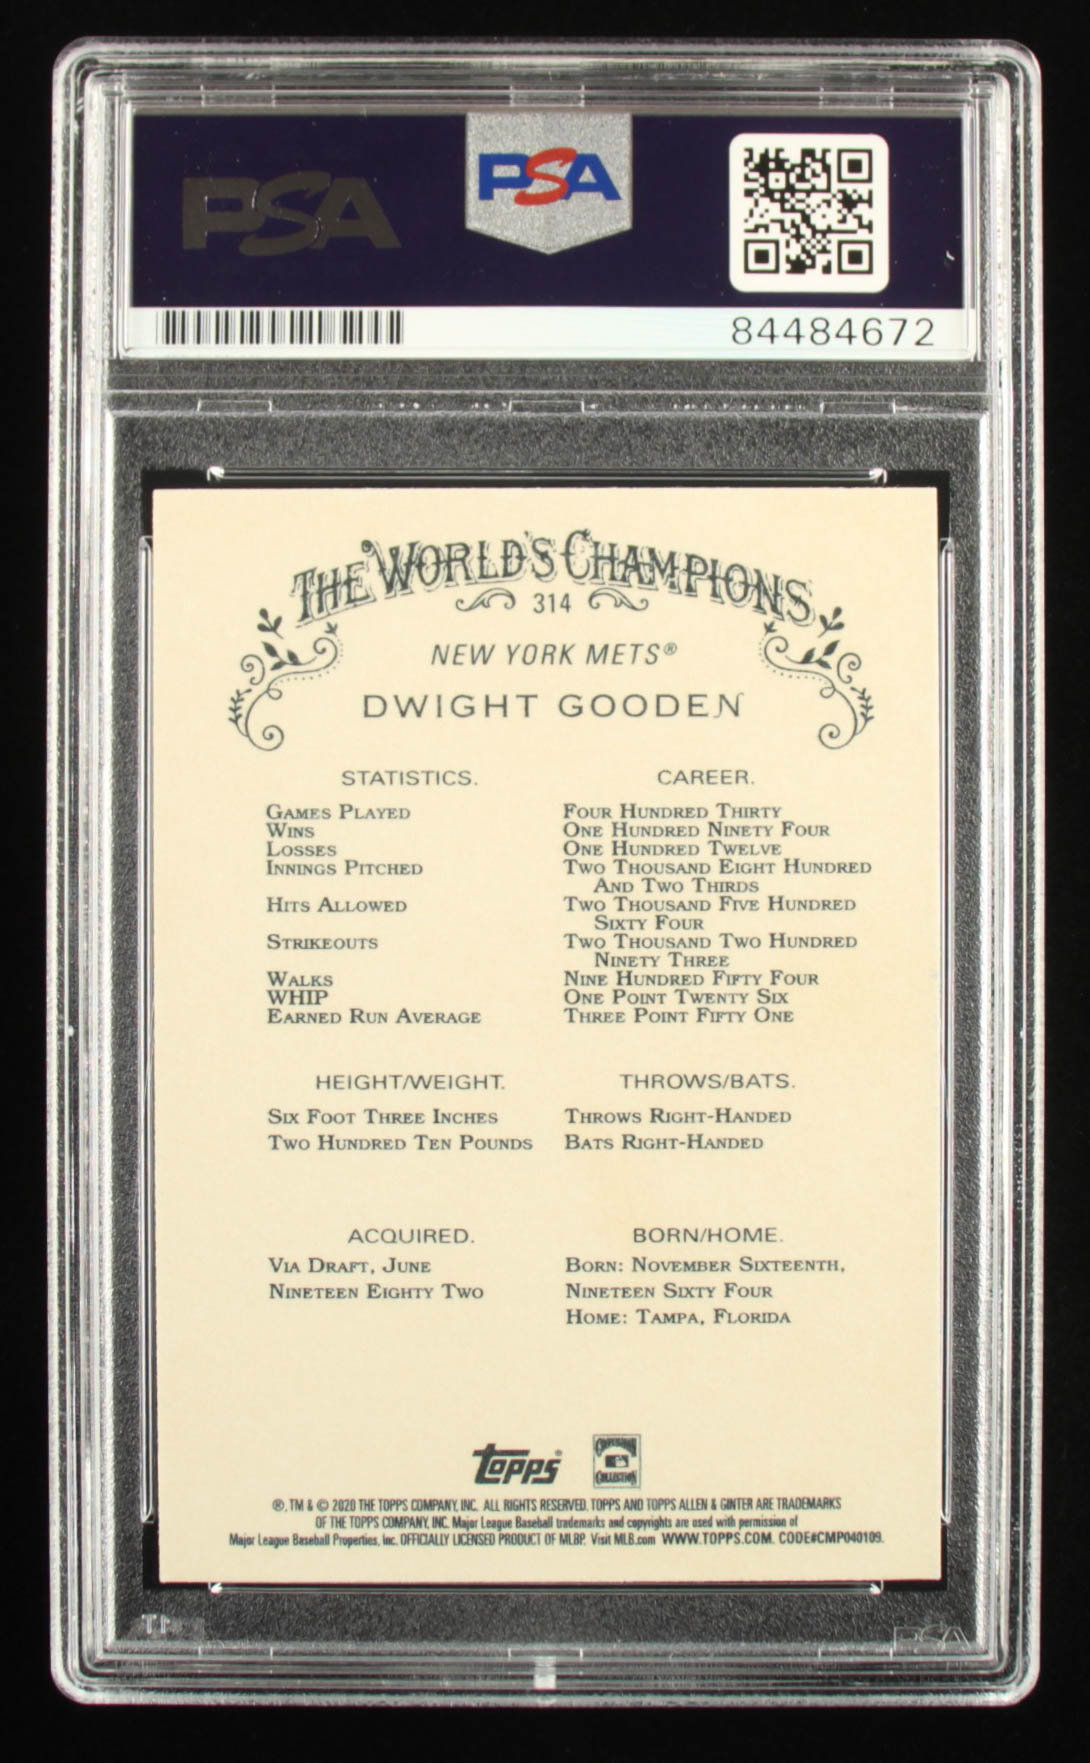 PSA
PSA
84484672
THE WORLD'S CHAMPIONS
314
NEW YORK METS®
DWIGHT GOODEN
STATISTICS. CAREER.
GAMES PLAYED FOUR HUNDRED THIRTY
WINS ONE HUNDRED NINETY FOUR
LOSSES ONE HUNDRED TWELVE
INNINGS PITCHED TWO THOUSAND EIGHT HUNDRED
AND TWO THIRDS
HITS ALLOWED TWO THOUSAND FIVE HUNDRED
SIXTY FOUR
STRIKEOUTS TWO THOUSAND TWO HUNDRED
NINETY THREE
WALKS NINE HUNDRED FIFTY FOUR
WHIP ONE POINT TWENTY SIX
EARNED RUN AVERAGE THREE POINT FIFTY ONE
HEIGHT/WEIGHT. THROWS/BATS.
SIX FOOT THREE INCHES THROWS RIGHT-HANDED
TWO HUNDRED TEN POUNDS BATS RIGHT-HANDED
ACQUIRED. BORN/HOME.
VIA DRAFT, JUNE BORN: NOVEMBER SIXTEENTH,
NINETEEN EIGHTY TWO NINETEEN SIXTY FOUR
HOME: TAMPA, FLORIDA
Topps®
COOPERSTOWN
COLLECTION
®, TM & © 2020 THE TOPPS COMPANY, INC. ALL RIGHTS RESERVED. TOPPS AND TOPPS ALLEN & GINTER ARE TRADEMARKS
OF THE TOPPS COMPANY, INC. Major League Baseball trademarks and copyrights are used with permission of
Major League Baseball Properties, Inc. OFFICIALLY LICENSED PRODUCT OF MLBP. Visit MLB.com WWW.TOPPS.COM. CODE#CMP040109.
PSA